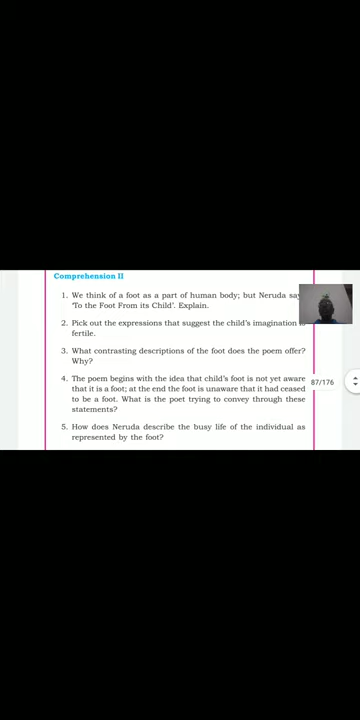 Comprehension II
1. We think of a foot as a part of human body; but Neruda say
'To the Foot From its Child'. Explain.
2. Pick out the expressions that suggest the child's imagination is
fertile.
3. What contrasting descriptions of the foot does the poem offer?
Why?
4. The poem begins with the idea that child's foot is not yet aware
that it is a foot; at the end the foot is unaware that it had ceased
to be a foot. What is the poet trying to convey through these
statements?
87/176
5. How does Neruda describe the busy life of the individual as
represented by the foot?